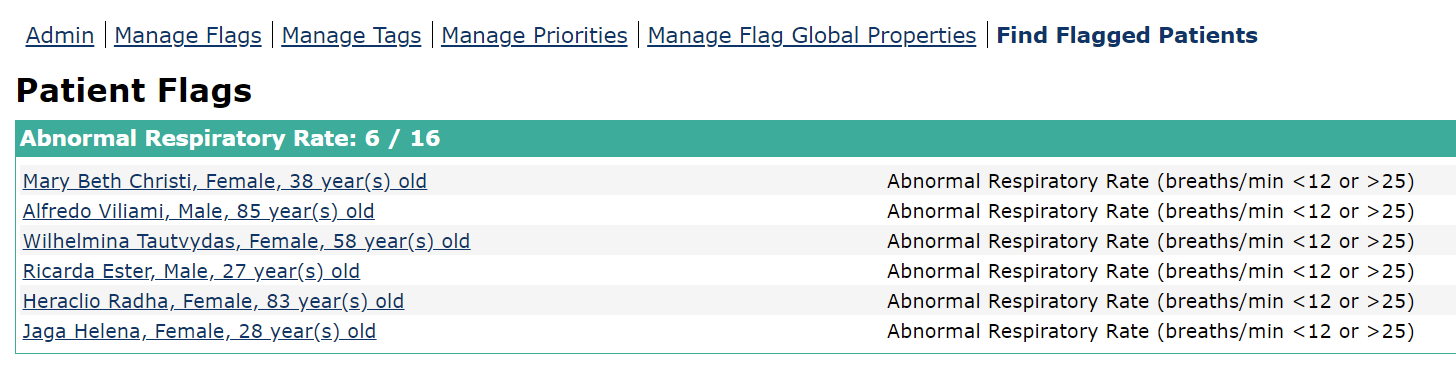 Admin Manage Flags Manage Tags Manage Priorities Manage Flag Global Properties Find Flagged Patients
Patient Flags
Abnormal Respiratory Rate: 6 / 16
Mary Beth Christi, Female, 38 year(s) old Abnormal Respiratory Rate (breaths/min <12 or >25)
Alfredo Viliami, Male, 85 year(s) old Abnormal Respiratory Rate (breaths/min <12 or >25)
Wilhelmina Tautvydas, Female, 58 year(s) old Abnormal Respiratory Rate (breaths/min <12 or >25)
Ricarda Ester, Male, 27 year(s) old Abnormal Respiratory Rate (breaths/min <12 or >25)
Heraclio Radha, Female, 83 year(s) old Abnormal Respiratory Rate (breaths/min <12 or >25)
Jaga Helena, Female, 28 year(s) old Abnormal Respiratory Rate (breaths/min <12 or >25)